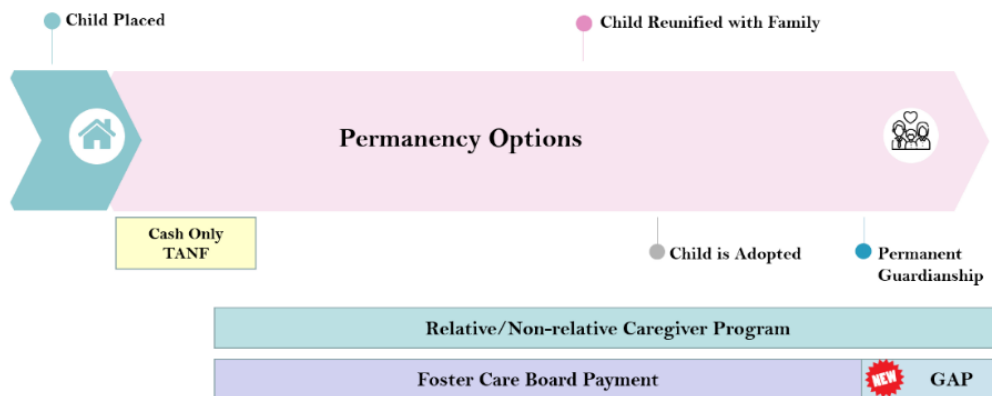 Child Placed
Child Reunified with Family
Permanency Options
Cash Only
TANF
Child is Adopted
Permanent
Guardianship
Relative/Non-relative Caregiver Program
Foster Care Board Payment
NEW
GAP